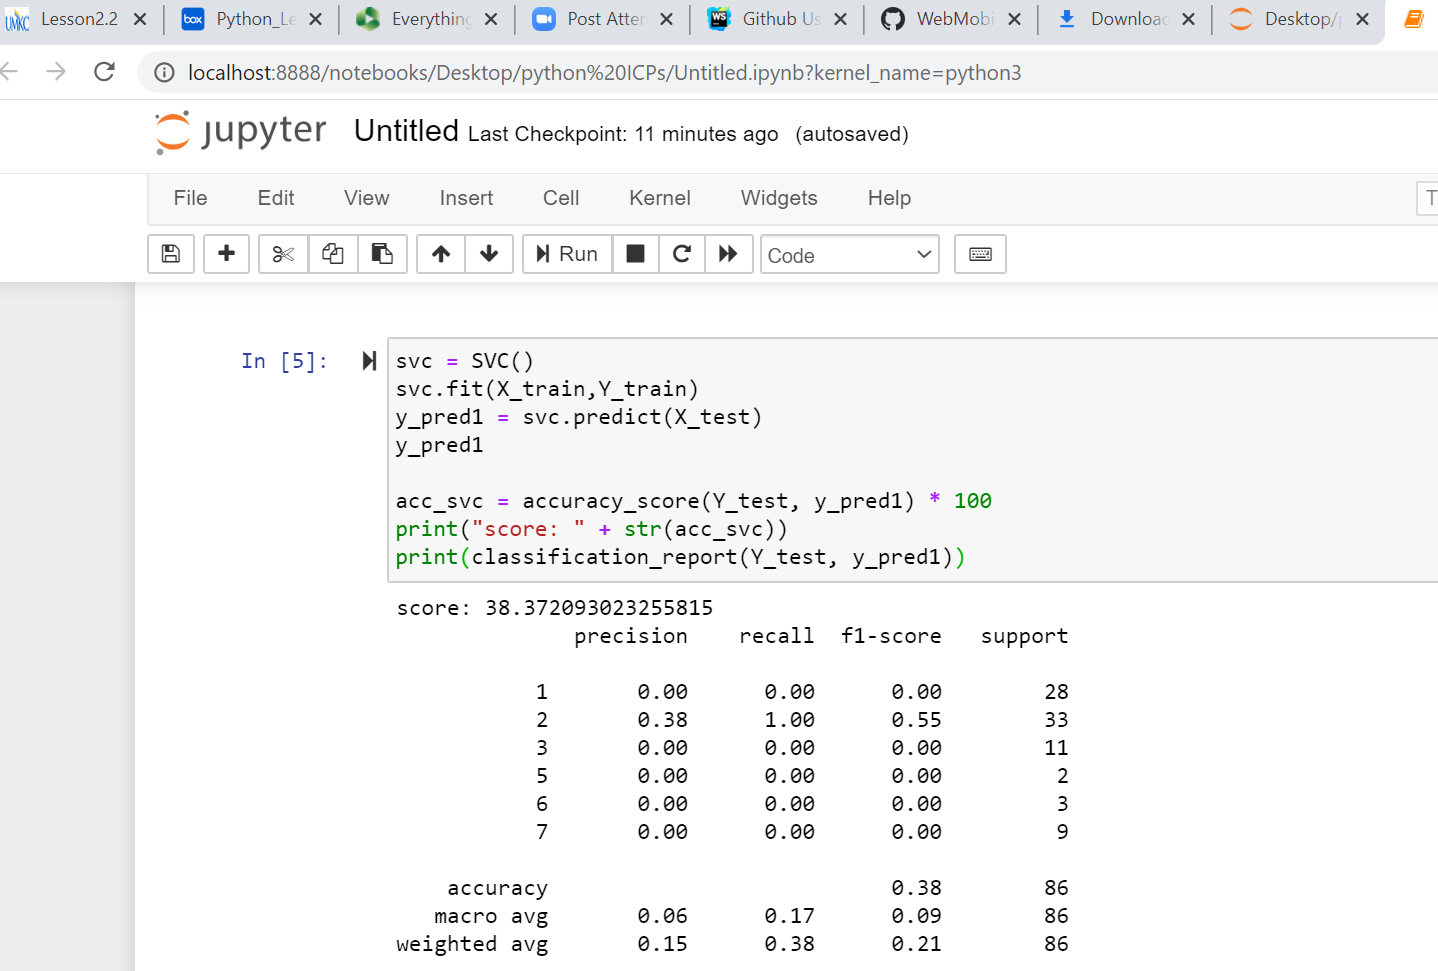 UMKC Lesson2.2 box Python_Le Everything Post Atten WS Github Us WebMobi Download Desktop/p
localhost:8888/notebooks/Desktop/python%20ICPs/Untitled.ipynb?kernel_name=python3
jupyter Untitled Last Checkpoint: 11 minutes ago (autosaved)
File Edit View Insert Cell Kernel Widgets Help T
Run Code
In [5]: svc = SVC()
svc.fit(X_train,Y_train)
y_pred1 = svc.predict(X_test)
y_pred1
acc_svc = accuracy_score(Y_test, y_pred1) * 100
print("score: " + str(acc_svc))
print(classification_report(Y_test, y_pred1))
score: 38.372093023255815
precision recall f1-score support
1 0.00 0.00 0.00 28
2 0.38 1.00 0.55 33
3 0.00 0.00 0.00 11
5 0.00 0.00 0.00 2
6 0.00 0.00 0.00 3
7 0.00 0.00 0.00 9
accuracy 0.38 86
macro avg 0.06 0.17 0.09 86
weighted avg 0.15 0.38 0.21 86